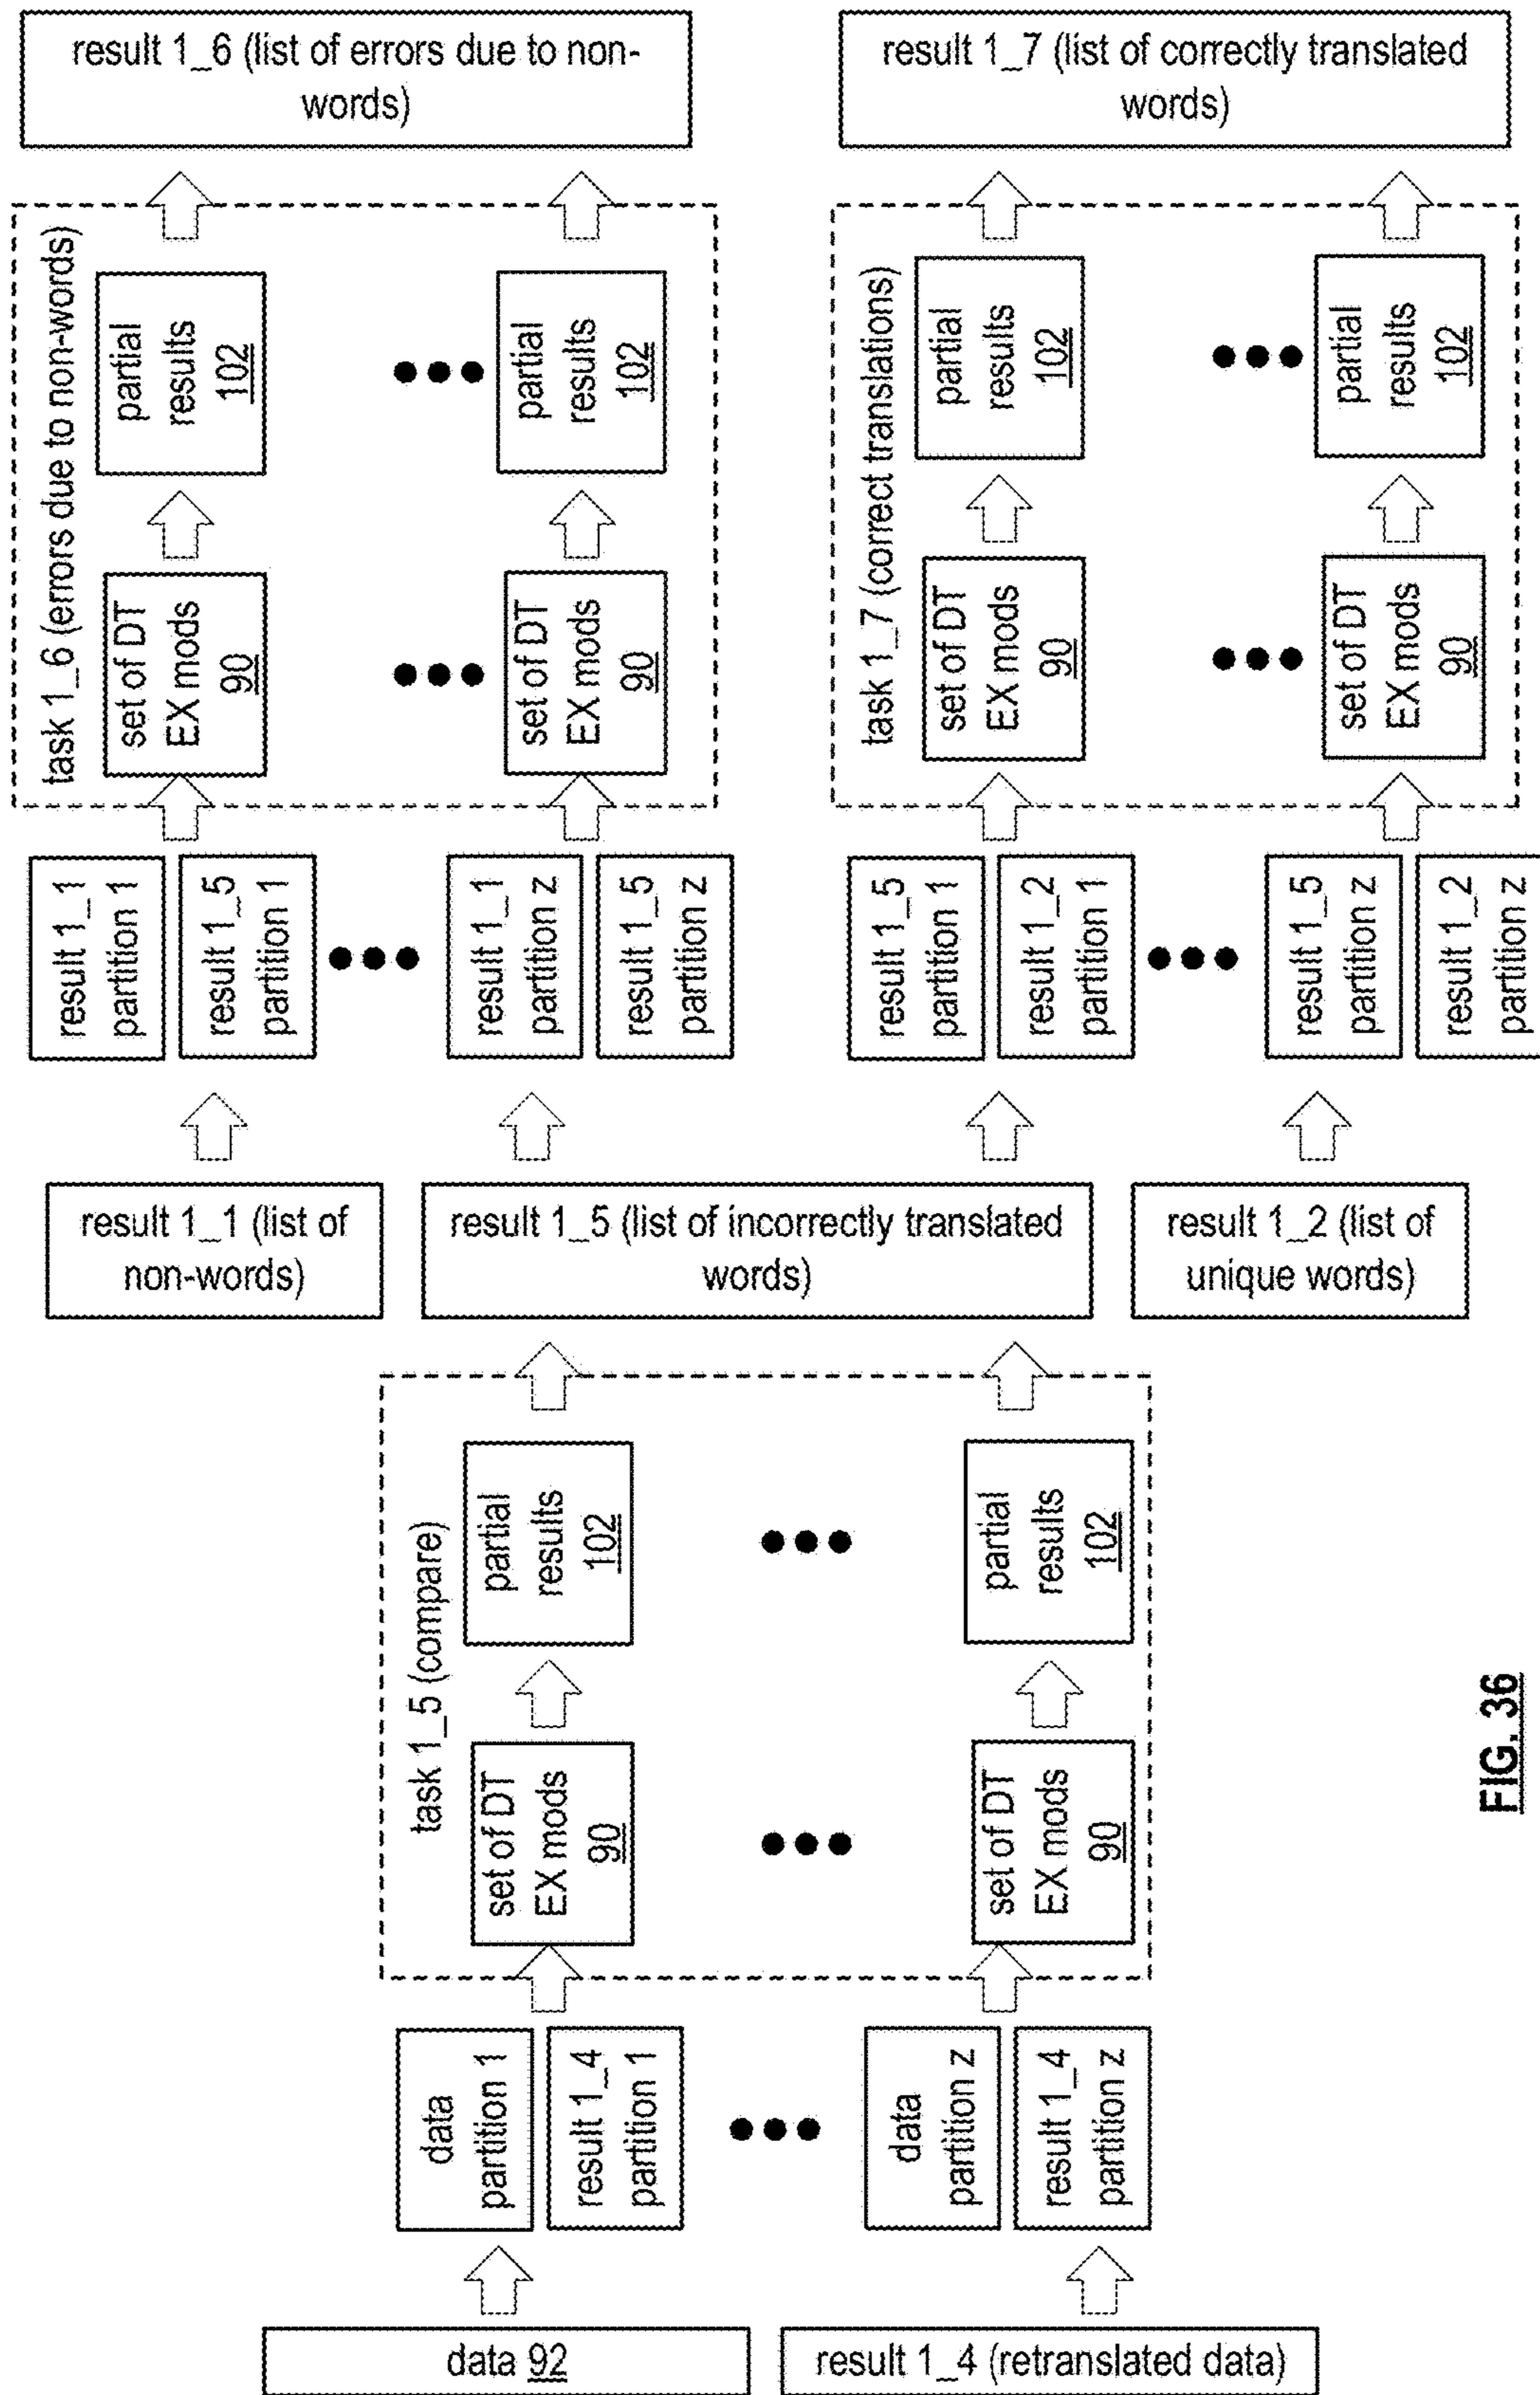 data 92
result 1_4 (retranslated data)
data
partition 1
result 1_4
partition 1
data
partition z
result 1_4
partition z
task 1_5 (compare)
set of DT
EX mods
90
partial
results
102
set of DT
EX mods
90
partial
results
102
result 1_1 (list of
non-words)
result 1_5 (list of incorrectly translated
words)
result 1_2 (list of
unique words)
result 1_1
partition 1
result 1_5
partition 1
result 1_1
partition z
result 1_5
partition z
task 1_6 (errors due to non-words)
set of DT
EX mods
90
partial
results
102
set of DT
EX mods
90
partial
results
102
result 1_6 (list of errors due to non-
words)
result 1_5
partition 1
result 1_2
partition 1
result 1_5
partition z
result 1_2
partition z
task 1_7 (correct translations)
set of DT
EX mods
90
partial
results
102
set of DT
EX mods
90
partial
results
102
result 1_7 (list of correctly translated
words)
FIG. 36